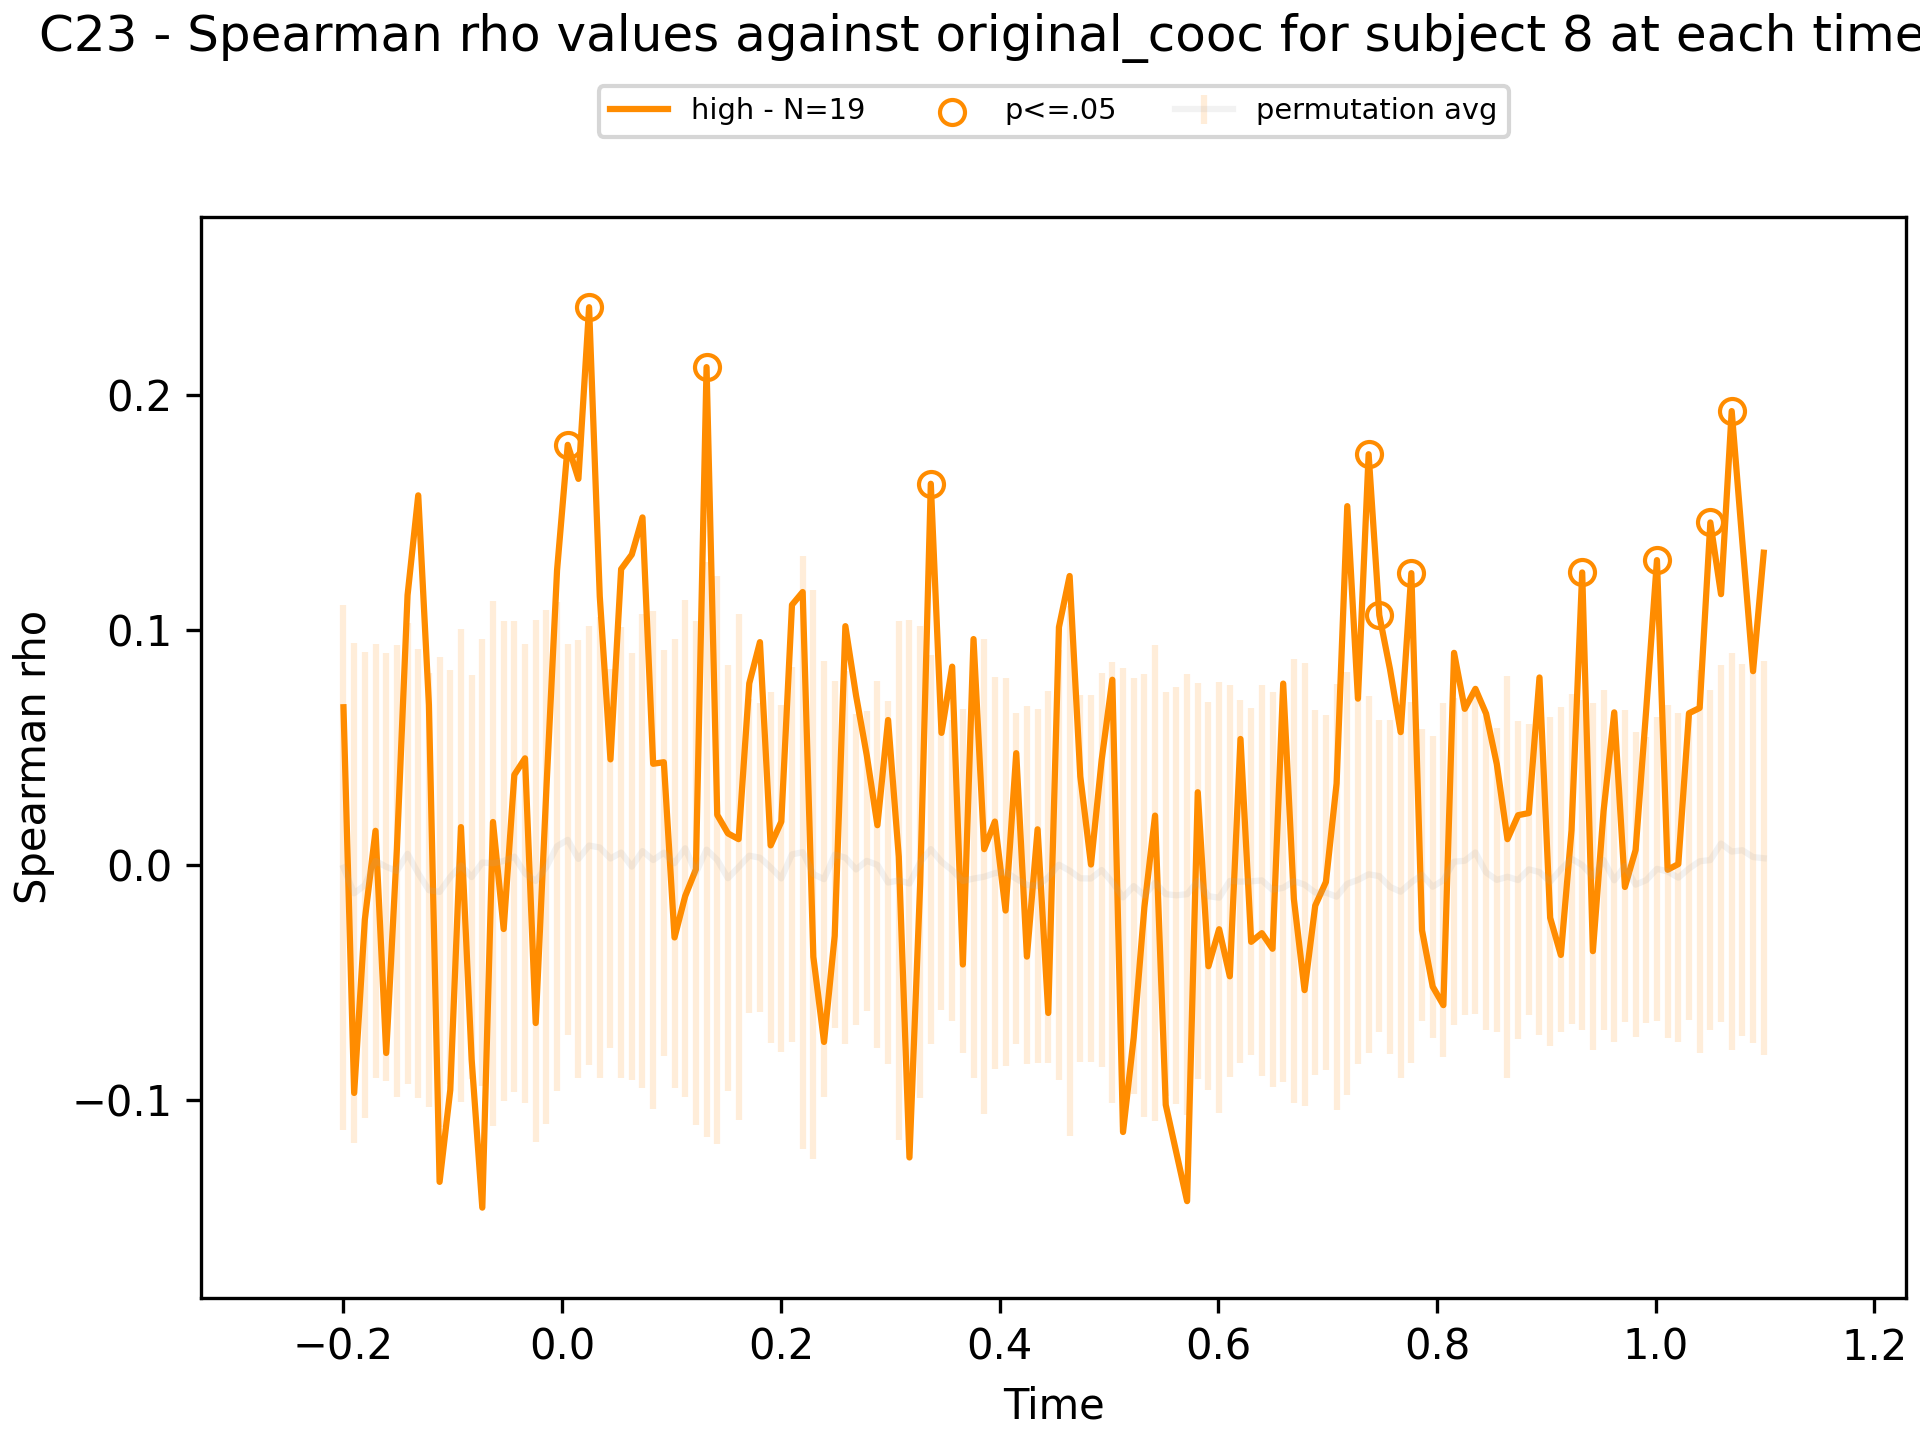 C23 - Spearman rho values against original_cooc for subject 8 at each time
high - N=19 p<=.05 permutation avg
Spearman rho
0.2
0.1
0.0
−0.1
−0.2 0.0 0.2 0.4 0.6 0.8 1.0 1.2
Time